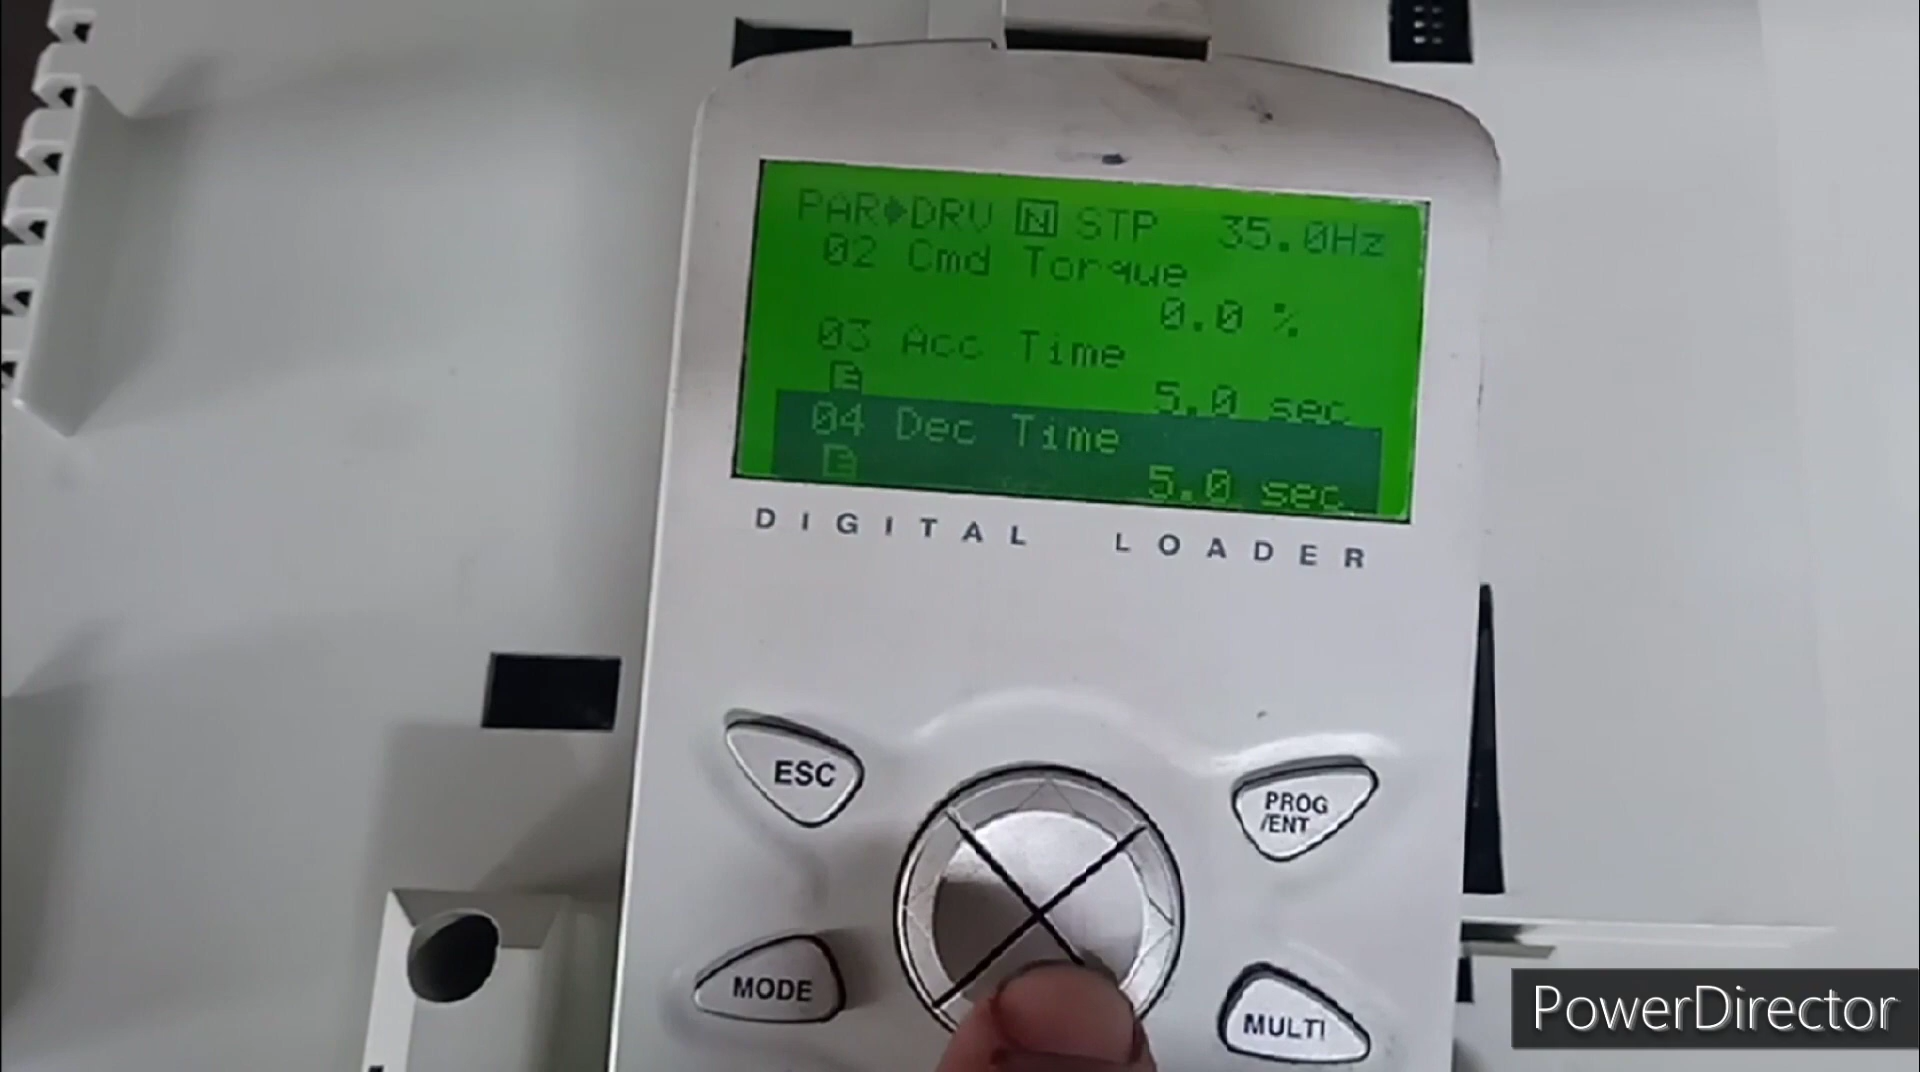 PAR➧DRV N STP 35.0Hz
02 Cmd Torque
0.0 %
03 Acc Time
5.0 sec
04 Dec Time
5.0 sec
DIGITAL LOADER
ESC
PROG
/ENT
MODE
MULTI
PowerDirector